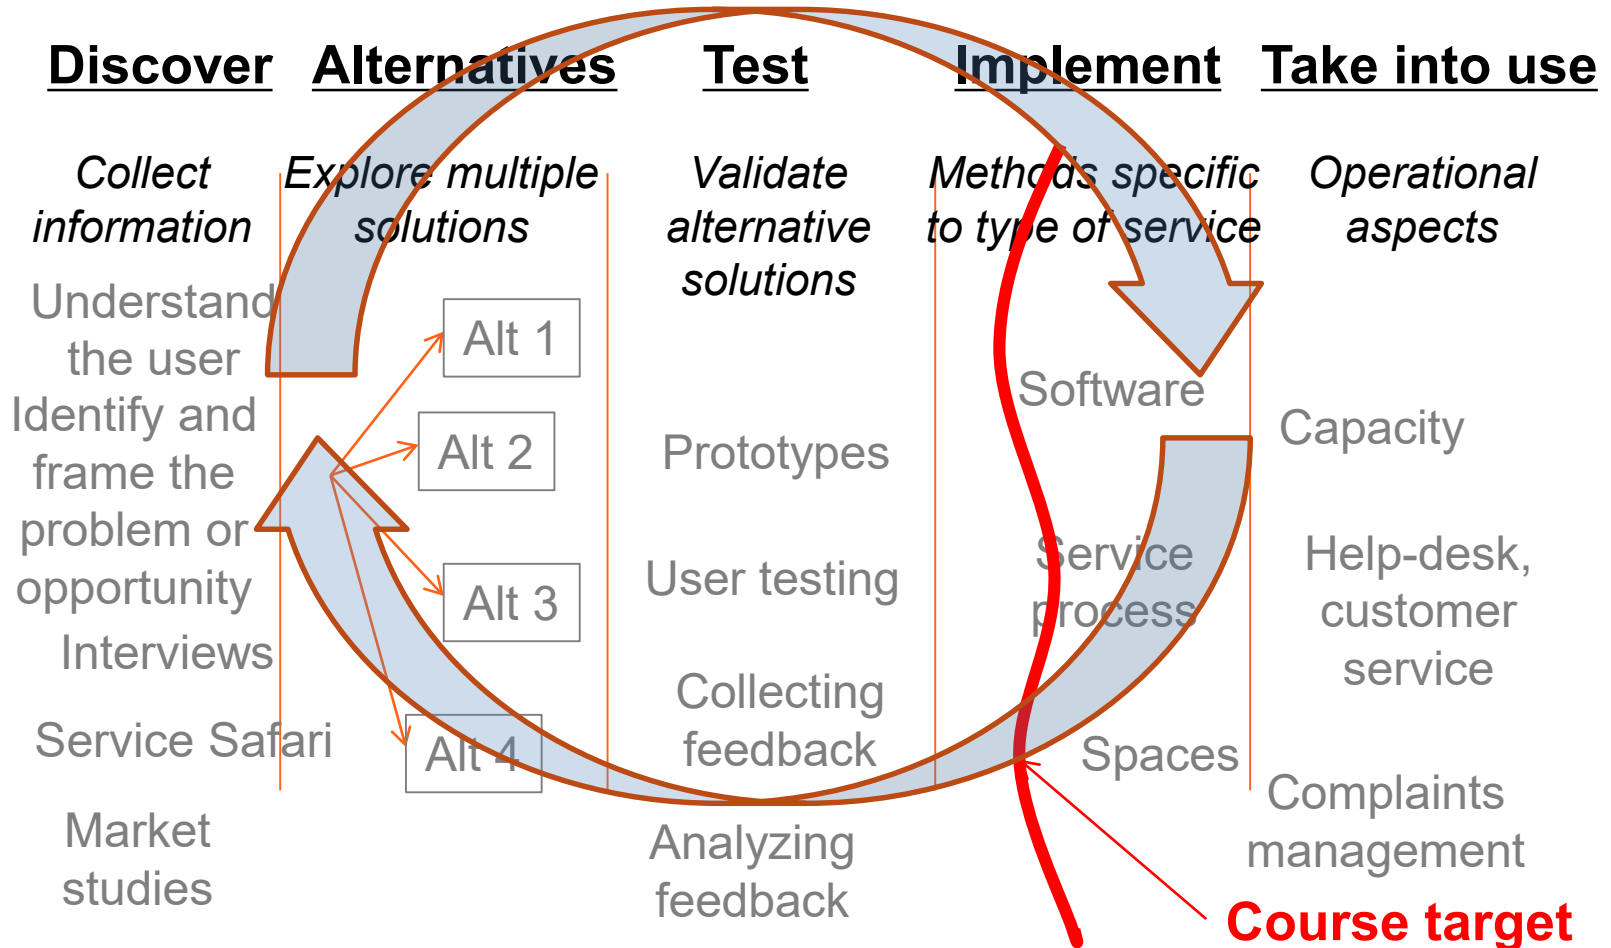 Discover
Alternatives
Test
Implement
Take into use
Collect
information
Explore multiple
solutions
Validate
alternative
solutions
Methods specific
to type of service
Operational
aspects
Understand
the user
Identify and
frame the
problem or
opportunity
Interviews
Service Safari
Market
studies
Alt 1
Alt 2
Alt 3
Alt 4
Prototypes
User testing
Collecting
feedback
Analyzing
feedback
Software
Service
process
Spaces
Capacity
Help-desk,
customer
service
Complaints
management
Course target